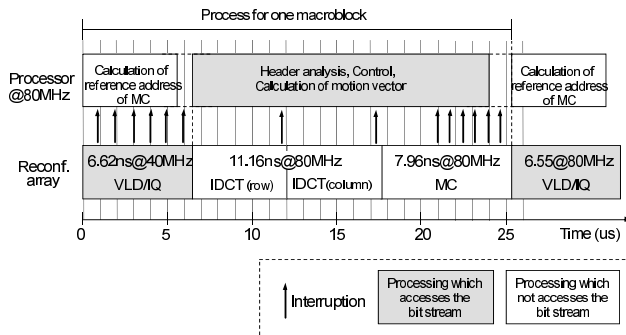 Process for one macroblock
Processor
@80MHz
Calculation of
reference address
of MC
Header analysis, Control,
Calculation of motion vector
Calculation of
reference address
of MC
Reconf.
array
6.62ns@40MHz
VLD/IQ
11.16ns@80MHz
IDCT (row)
IDCT(column)
7.96ns@80MHz
MC
6.55@80MHz
VLD/IQ
0 5 10 15 20 25 Time (us)
Interruption
Processing which
accesses the
bit stream
Processing which
not accesses the
bit stream